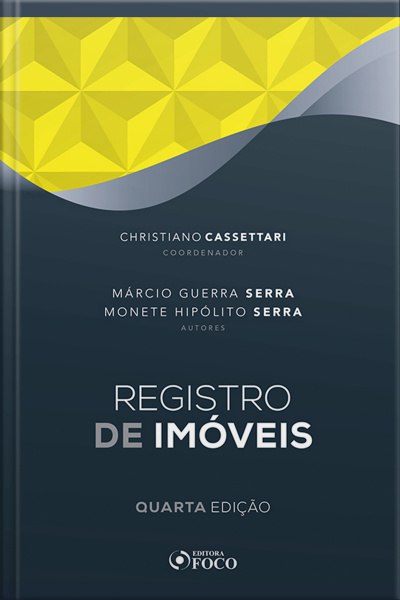 CHRISTIANO CASSETTARI
COORDENADOR
MÁRCIO GUERRA SERRA
MONETE HIPÓLITO SERRA
AUTORES
REGISTRO
DE IMÓVEIS
QUARTA EDIÇÃO
EDITORA
FOCO